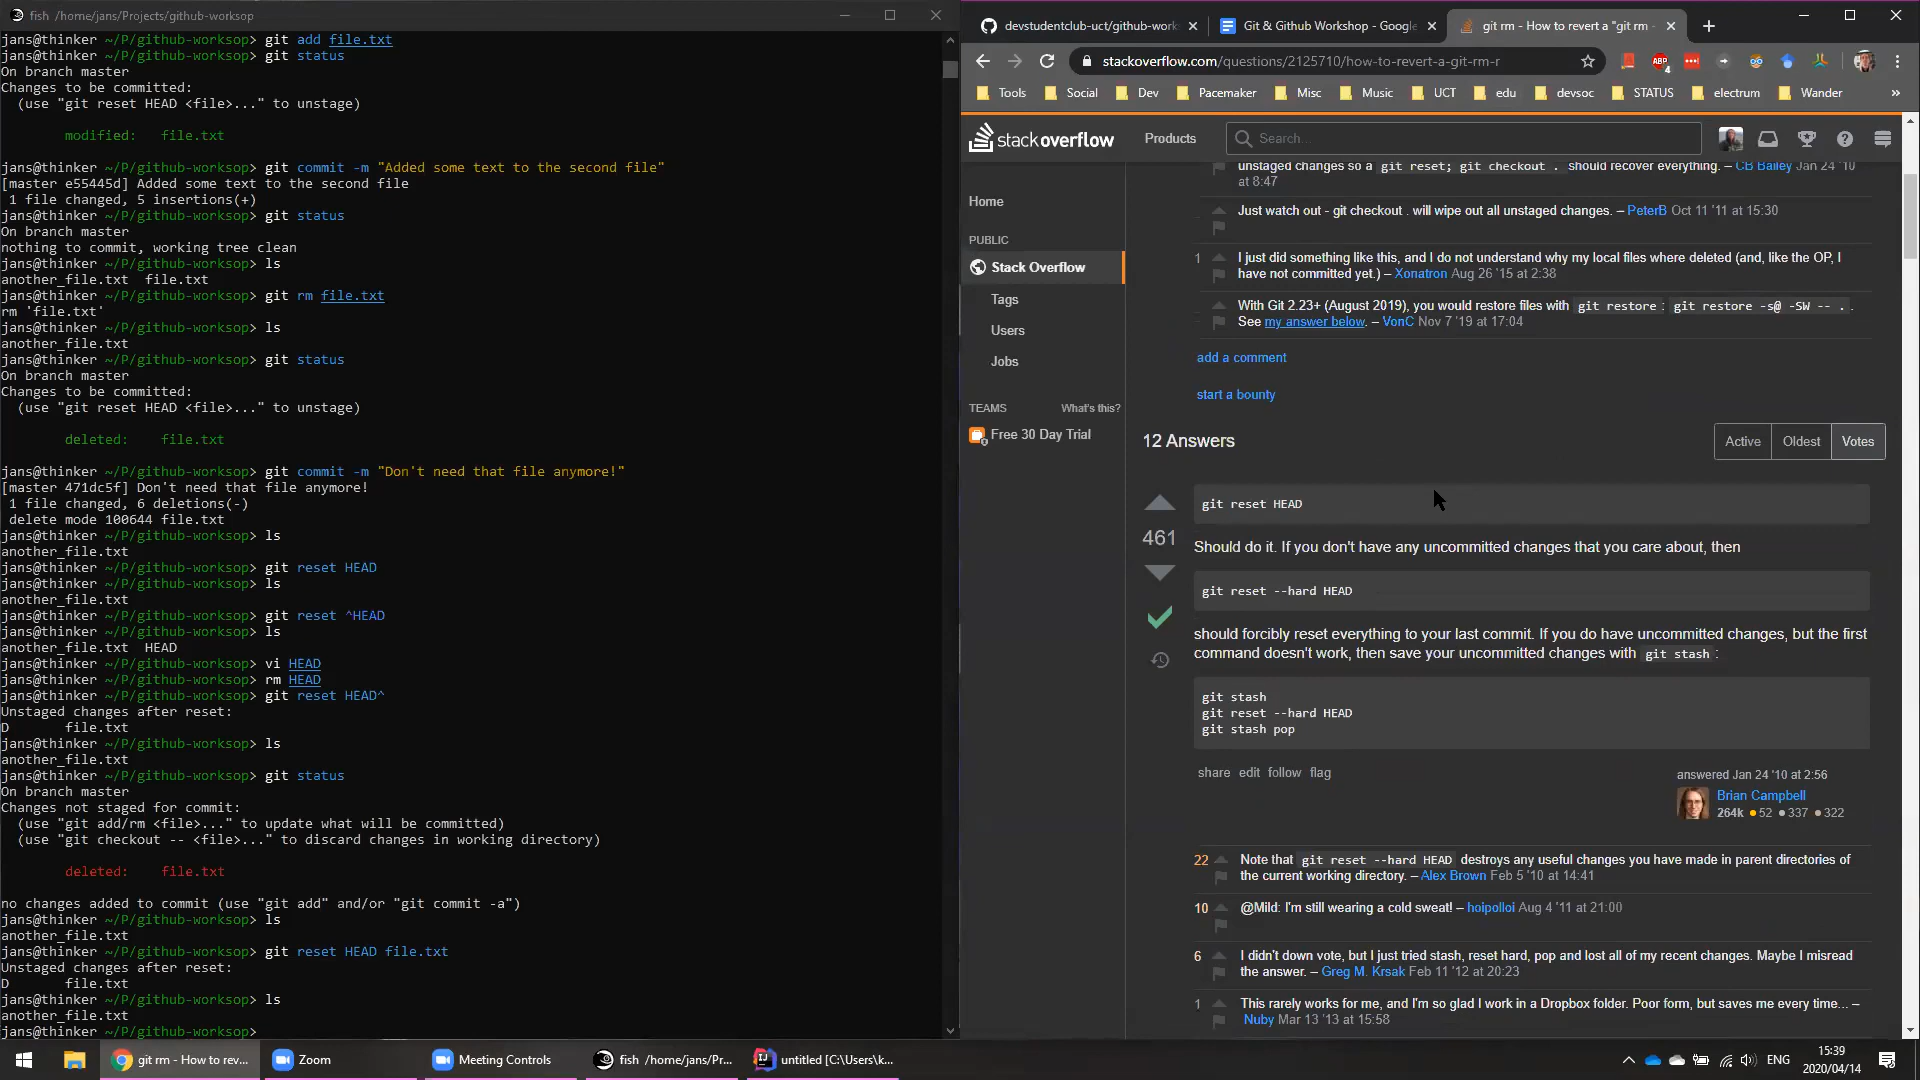 fish /home/jans/Projects/github-worksop
jans@thinker ~/P/github-worksop> git add file.txt
jans@thinker ~/P/github-worksop> git status
On branch master
Changes to be committed:
  (use "git reset HEAD <file>..." to unstage)
        modified:   file.txt
jans@thinker ~/P/github-worksop> git commit -m "Added some text to the second file"
[master e55445d] Added some text to the second file
 1 file changed, 5 insertions(+)
jans@thinker ~/P/github-worksop> git status
On branch master
nothing to commit, working tree clean
jans@thinker ~/P/github-worksop> ls
another_file.txt  file.txt
jans@thinker ~/P/github-worksop> git rm file.txt
rm 'file.txt'
jans@thinker ~/P/github-worksop> ls
another_file.txt
jans@thinker ~/P/github-worksop> git status
On branch master
Changes to be committed:
  (use "git reset HEAD <file>..." to unstage)
        deleted:    file.txt
jans@thinker ~/P/github-worksop> git commit -m "Don't need that file anymore!"
[master 471dc5f] Don't need that file anymore!
 1 file changed, 6 deletions(-)
 delete mode 100644 file.txt
jans@thinker ~/P/github-worksop> ls
another_file.txt
jans@thinker ~/P/github-worksop> git reset HEAD
jans@thinker ~/P/github-worksop> ls
another_file.txt
jans@thinker ~/P/github-worksop> git reset ^HEAD
jans@thinker ~/P/github-worksop> ls
another_file.txt  HEAD
jans@thinker ~/P/github-worksop> vi HEAD
jans@thinker ~/P/github-worksop> rm HEAD
jans@thinker ~/P/github-worksop> git reset HEAD^
Unstaged changes after reset:
D       file.txt
jans@thinker ~/P/github-worksop> ls
another_file.txt
jans@thinker ~/P/github-worksop> git status
On branch master
Changes not staged for commit:
  (use "git add/rm <file>..." to update what will be committed)
  (use "git checkout -- <file>..." to discard changes in working directory)
        deleted:    file.txt
no changes added to commit (use "git add" and/or "git commit -a")
jans@thinker ~/P/github-worksop> ls
another_file.txt
jans@thinker ~/P/github-worksop> git reset HEAD file.txt
Unstaged changes after reset:
D       file.txt
jans@thinker ~/P/github-worksop> ls
another_file.txt
jans@thinker ~/P/github-worksop>
devstudentclub-uct/github-work
Git & Github Workshop - Google
git rm - How to revert a "git rm -
stackoverflow.com/questions/2125710/how-to-revert-a-git-rm-r
ABP
4
Tools Social Dev Pacemaker Misc Music UCT edu devsoc STATUS electrum Wander »
stackoverflow Products Search...
Home
PUBLIC
Stack Overflow
Tags
Users
Jobs
TEAMS What's this?
Free 30 Day Trial
unstaged changes so a git reset; git checkout . should recover everything. – CB Bailey Jan 24 '10
at 8:47
Just watch out - git checkout . will wipe out all unstaged changes. – PeterB Oct 11 '11 at 15:30
1 I just did something like this, and I do not understand why my local files where deleted (and, like the OP, I
have not committed yet.) – Xonatron Aug 26 '15 at 2:38
With Git 2.23+ (August 2019), you would restore files with git restore : git restore -s@ -SW -- . .
See my answer below. – VonC Nov 7 '19 at 17:04
add a comment
start a bounty
12 Answers
Active Oldest Votes
git reset HEAD
461
Should do it. If you don't have any uncommitted changes that you care about, then
git reset --hard HEAD
should forcibly reset everything to your last commit. If you do have uncommitted changes, but the first
command doesn't work, then save your uncommitted changes with git stash :
git stash
git reset --hard HEAD
git stash pop
share edit follow flag
answered Jan 24 '10 at 2:56
Brian Campbell
264k 52 337 322
22 Note that git reset --hard HEAD destroys any useful changes you have made in parent directories of
the current working directory. – Alex Brown Feb 5 '10 at 14:41
10 @Mild: I'm still wearing a cold sweat! – hoipolloi Aug 4 '11 at 21:00
6 I didn't down vote, but I just tried stash, reset hard, pop and lost all of my recent changes. Maybe I misread
the answer. – Greg M. Krsak Feb 11 '12 at 20:23
1 This rarely works for me, and I'm so glad I work in a Dropbox folder. Poor form, but saves me every time... –
Nuby Mar 13 '13 at 15:58
git rm - How to rev...
Zoom
Meeting Controls
fish /home/jans/Pr...
untitled [C:\Users\k...
ENG
15:39
2020/04/14